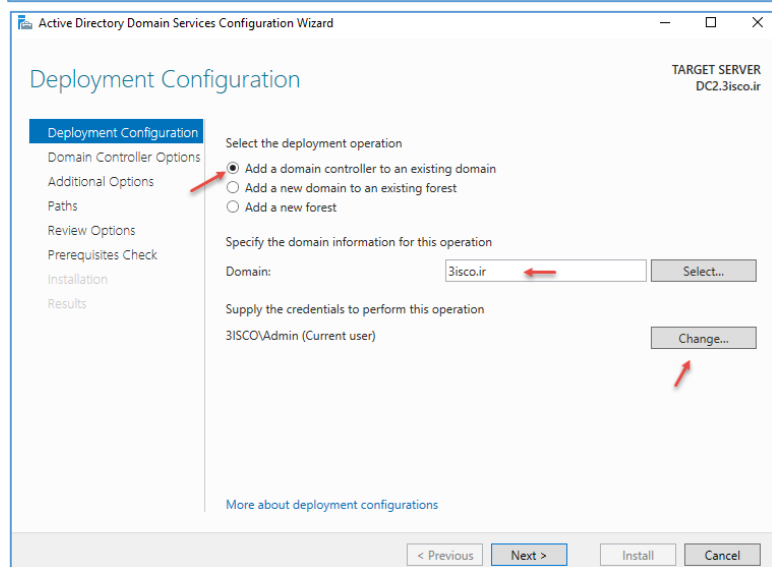 Active Directory Domain Services Configuration Wizard
Deployment Configuration
TARGET SERVER
DC2.3isco.ir
Deployment Configuration
Domain Controller Options
Additional Options
Paths
Review Options
Prerequisites Check
Installation
Results
Select the deployment operation
Add a domain controller to an existing domain
Add a new domain to an existing forest
Add a new forest
Specify the domain information for this operation
Domain:
3isco.ir
Select...
Supply the credentials to perform this operation
3ISCO\Admin (Current user)
Change...
More about deployment configurations
< Previous
Next >
Install
Cancel